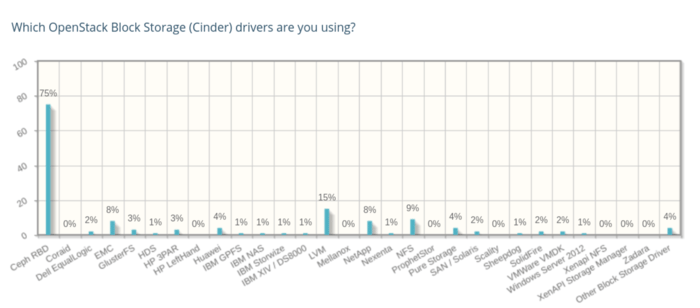 Which OpenStack Block Storage (Cinder) drivers are you using?
100
80
60
40
20
0
75%
0%
2%
8%
3%
1%
3%
0%
4%
1%
1%
1%
1%
15%
0%
8%
1%
9%
0%
4%
2%
0%
1%
2%
2%
1%
0%
0%
0%
4%
Ceph RBD
Coraid
Dell EqualLogic
EMC
GlusterFS
HDS
HP 3PAR
HP LeftHand
Huawei
IBM GPFS
IBM NAS
IBM Storwize
IBM XIV / DS8000
LVM
Mellanox
NetApp
Nexenta
NFS
ProphetStor
Pure Storage
SAN / Solaris
Scality
Sheepdog
SolidFire
VMWare VMDK
Windows Server 2012
Xenapi NFS
XenAPI Storage Manager
Zadara
Other Block Storage Driver